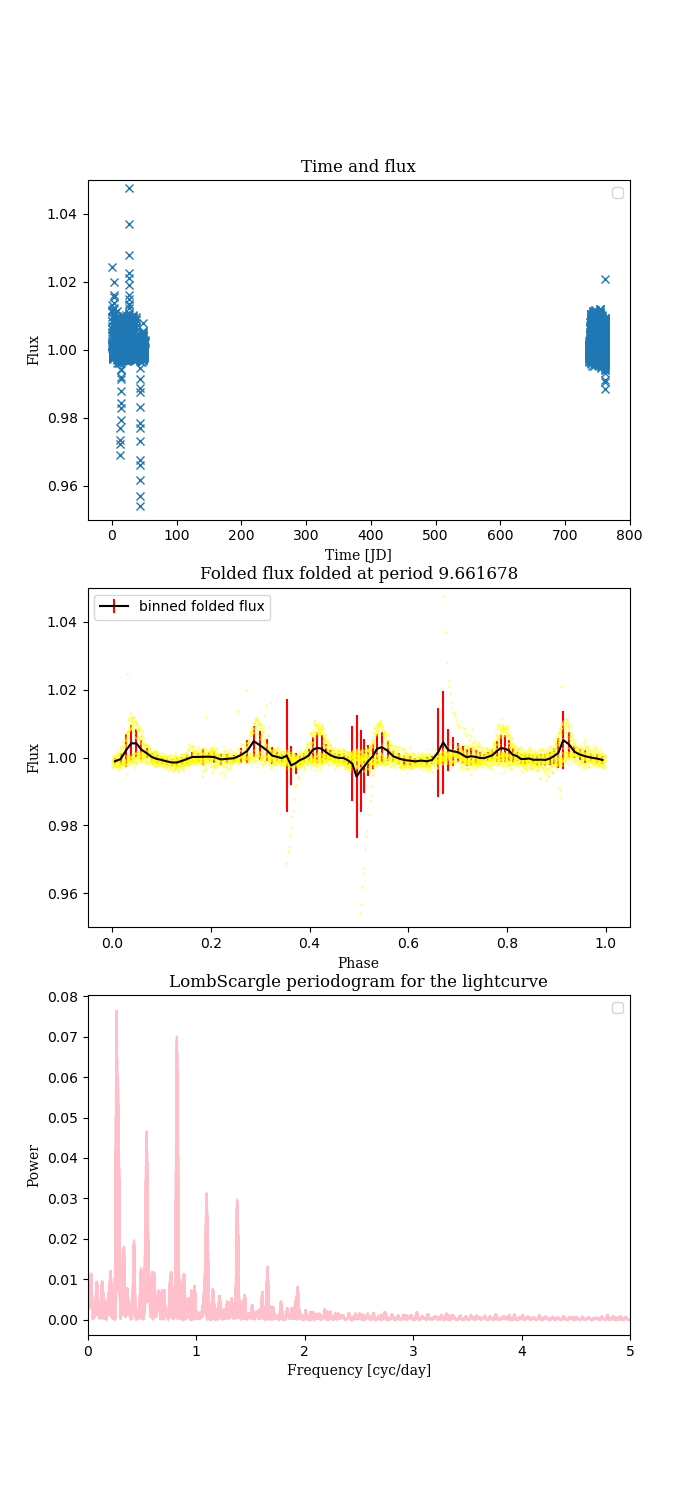 Time and flux
1.04
1.02
1.00
0.98
0.96
Flux
0 100 200 300 400 500 600 700 800
Time [JD]
Folded flux folded at period 9.661678
binned folded flux
1.04
1.02
1.00
0.98
0.96
Flux
0.0 0.2 0.4 0.6 0.8 1.0
Phase
LombScargle periodogram for the lightcurve
0.08
0.07
0.06
0.05
0.04
0.03
0.02
0.01
0.00
Power
0 1 2 3 4 5
Frequency [cyc/day]